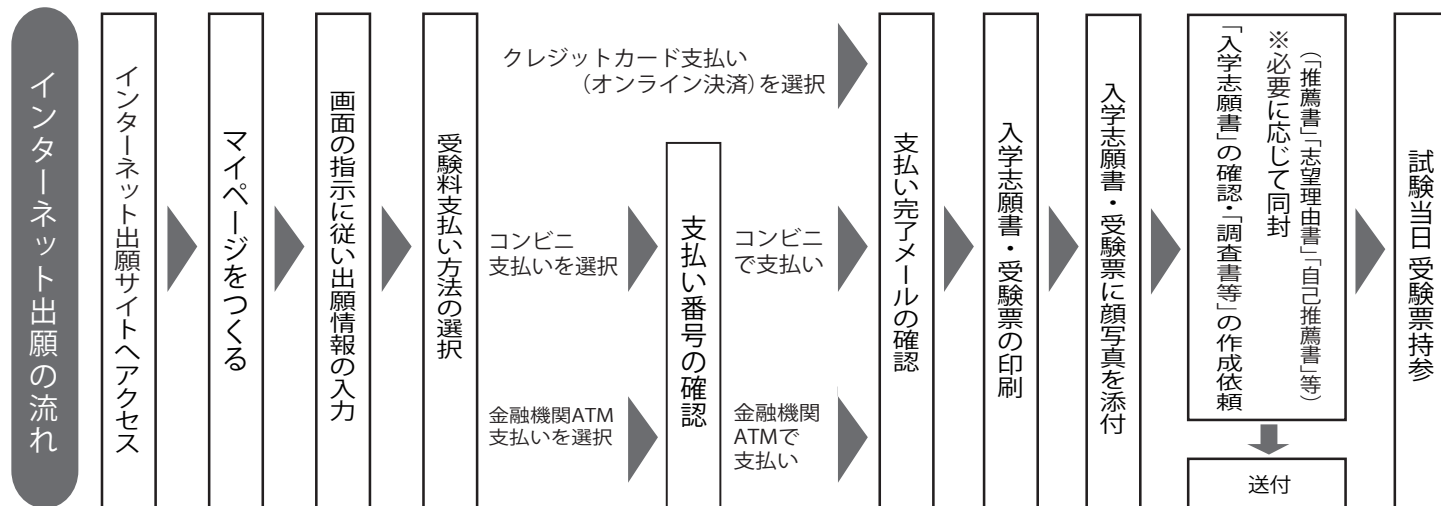 インターネット出願の流れ
インターネット出願サイトへアクセス
マイページをつくる
画面の指示に従い出願情報の入力
受験料支払い方法の選択
クレジットカード支払い
(オンライン決済)を選択
コンビニ
支払いを選択
金融機関ATM
支払いを選択
支払い番号の確認
コンビニ
で支払い
金融機関
ATMで
支払い
支払い完了メールの確認
入学志願書・受験票の印刷
入学志願書・受験票に顔写真を添付
「入学志願書」の確認・「調査書等」の作成依頼
※必要に応じて同封
(「推薦書」「志望理由書」「自己推薦書」等)
送付
試験当日 受験票持参